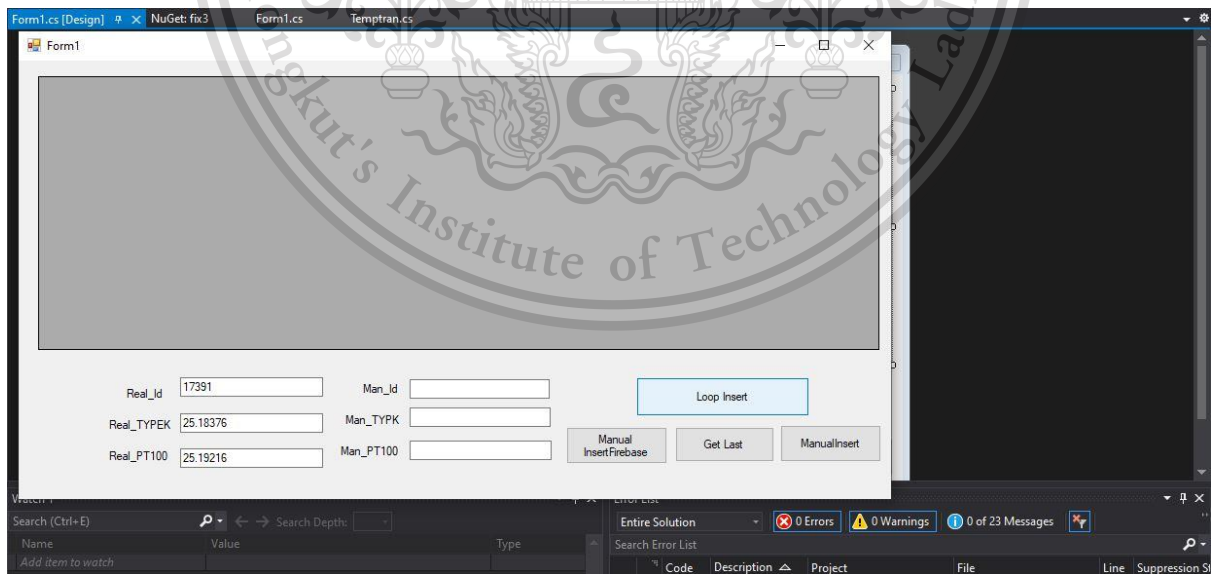 Form1.cs [Design] NuGet: fix3 Form1.cs Temptran.cs
Form1
Institute of Technology
Real_Id 17391 Man_Id
Loop Insert
Real_TYPEK 25.18376 Man_TYPK
Manual InsertFirebase Get Last ManualInsert
Real_PT100 25.19216 Man_PT100
Error List
Search (Ctrl+E) Search Depth: Entire Solution 0 Errors 0 Warnings 0 of 23 Messages
Name Value Type Search Error List
Add item to watch Code Description Project File Line